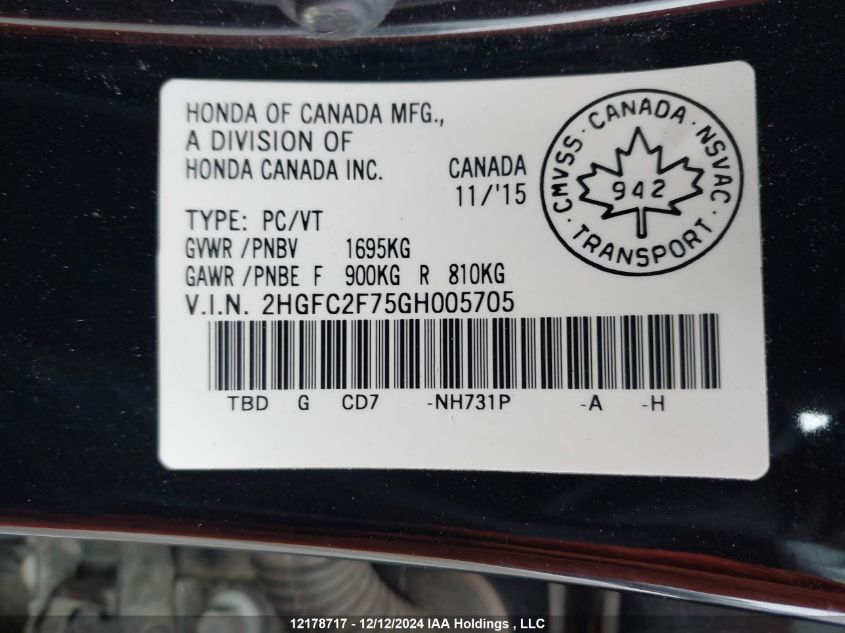 HONDA OF CANADA MFG.,
A DIVISION OF
HONDA CANADA INC.
CANADA
11/'15
CMVSS · CANADA · NSVAC
942
· TRANSPORT ·
TYPE: PC/VT
GVWR /PNBV 1695KG
GAWR /PNBE F 900KG R 810KG
V.I.N. 2HGFC2F75GH005705
TBD G CD7 -NH731P -A -H
12178717 - 12/12/2024 IAA Holdings , LLC